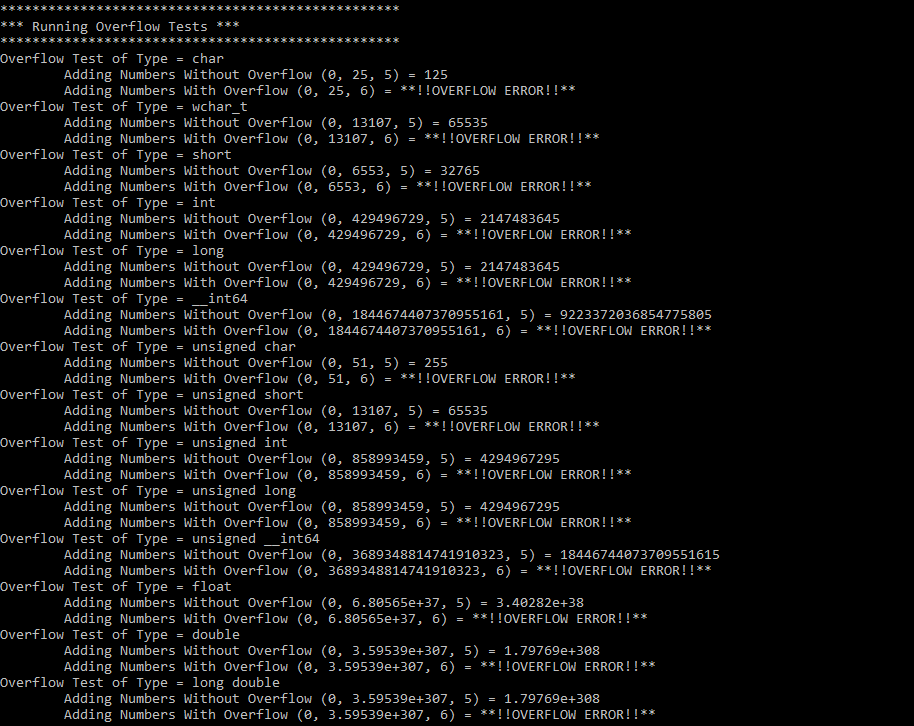 **************************************************
*** Running Overflow Tests ***
**************************************************
Overflow Test of Type = char
Adding Numbers Without Overflow (0, 25, 5) = 125
Adding Numbers With Overflow (0, 25, 6) = **!!OVERFLOW ERROR!!**
Overflow Test of Type = wchar_t
Adding Numbers Without Overflow (0, 13107, 5) = 65535
Adding Numbers With Overflow (0, 13107, 6) = **!!OVERFLOW ERROR!!**
Overflow Test of Type = short
Adding Numbers Without Overflow (0, 6553, 5) = 32765
Adding Numbers With Overflow (0, 6553, 6) = **!!OVERFLOW ERROR!!**
Overflow Test of Type = int
Adding Numbers Without Overflow (0, 429496729, 5) = 2147483645
Adding Numbers With Overflow (0, 429496729, 6) = **!!OVERFLOW ERROR!!**
Overflow Test of Type = long
Adding Numbers Without Overflow (0, 429496729, 5) = 2147483645
Adding Numbers With Overflow (0, 429496729, 6) = **!!OVERFLOW ERROR!!**
Overflow Test of Type = __int64
Adding Numbers Without Overflow (0, 1844674407370955161, 5) = 9223372036854775805
Adding Numbers With Overflow (0, 1844674407370955161, 6) = **!!OVERFLOW ERROR!!**
Overflow Test of Type = unsigned char
Adding Numbers Without Overflow (0, 51, 5) = 255
Adding Numbers With Overflow (0, 51, 6) = **!!OVERFLOW ERROR!!**
Overflow Test of Type = unsigned short
Adding Numbers Without Overflow (0, 13107, 5) = 65535
Adding Numbers With Overflow (0, 13107, 6) = **!!OVERFLOW ERROR!!**
Overflow Test of Type = unsigned int
Adding Numbers Without Overflow (0, 858993459, 5) = 4294967295
Adding Numbers With Overflow (0, 858993459, 6) = **!!OVERFLOW ERROR!!**
Overflow Test of Type = unsigned long
Adding Numbers Without Overflow (0, 858993459, 5) = 4294967295
Adding Numbers With Overflow (0, 858993459, 6) = **!!OVERFLOW ERROR!!**
Overflow Test of Type = unsigned __int64
Adding Numbers Without Overflow (0, 3689348814741910323, 5) = 18446744073709551615
Adding Numbers With Overflow (0, 3689348814741910323, 6) = **!!OVERFLOW ERROR!!**
Overflow Test of Type = float
Adding Numbers Without Overflow (0, 6.80565e+37, 5) = 3.40282e+38
Adding Numbers With Overflow (0, 6.80565e+37, 6) = **!!OVERFLOW ERROR!!**
Overflow Test of Type = double
Adding Numbers Without Overflow (0, 3.59539e+307, 5) = 1.79769e+308
Adding Numbers With Overflow (0, 3.59539e+307, 6) = **!!OVERFLOW ERROR!!**
Overflow Test of Type = long double
Adding Numbers Without Overflow (0, 3.59539e+307, 5) = 1.79769e+308
Adding Numbers With Overflow (0, 3.59539e+307, 6) = **!!OVERFLOW ERROR!!**